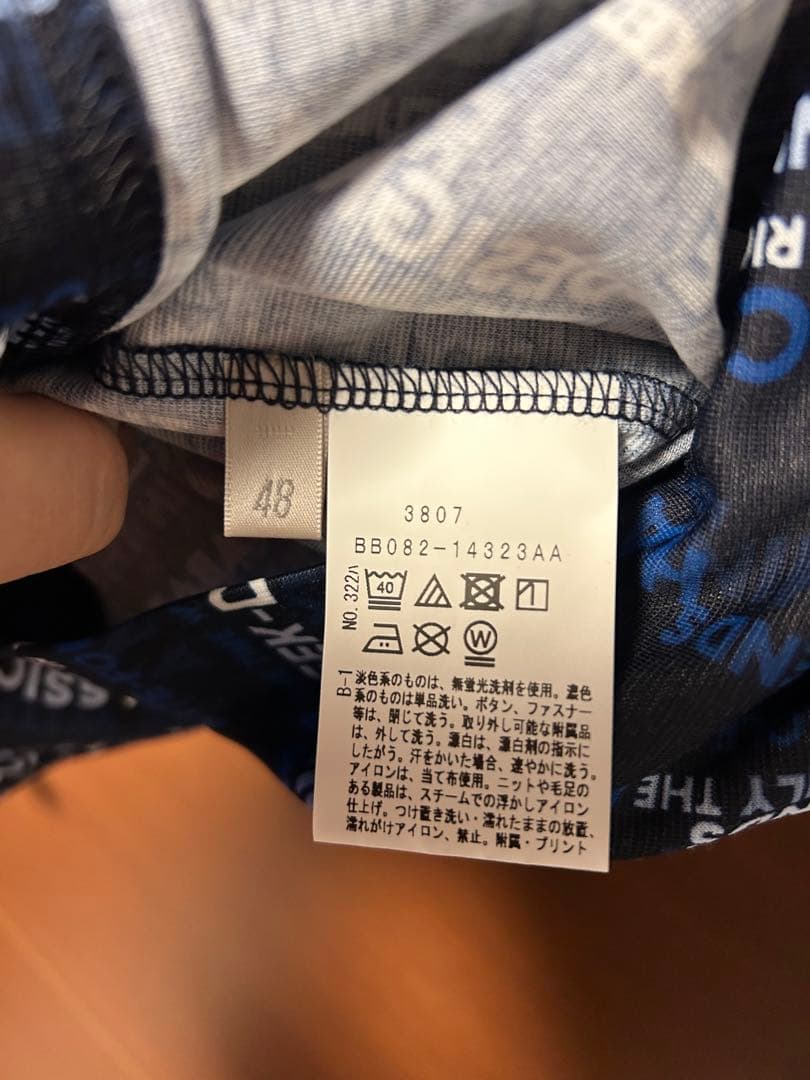 48
3807
BB082-14323AA
NO.322ハ
40
W
B-1
淡色系のものは、無蛍光洗剤を使用。濃色
系のものは単品洗い。ボタン、ファスナー
等は、閉じて洗う。取り外し可能な附属品
は、外して洗う。漂白は、漂白剤の指示に
したがう。汗をかいた場合、速やかに洗う。
アイロンは、当て布使用。ニットや毛足の
ある製品は、スチームでの浮かしアイロン
仕上げ。つけ置き洗い・濡れたままの放置、
濡れがけアイロン、禁止。附属・プリント
LY THE